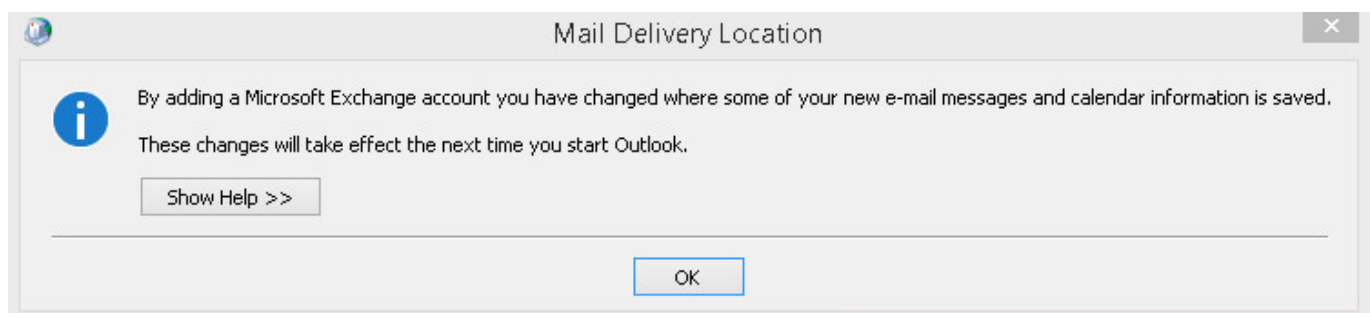 Mail Delivery Location
By adding a Microsoft Exchange account you have changed where some of your new e-mail messages and calendar information is saved.
These changes will take effect the next time you start Outlook.
Show Help >>
OK